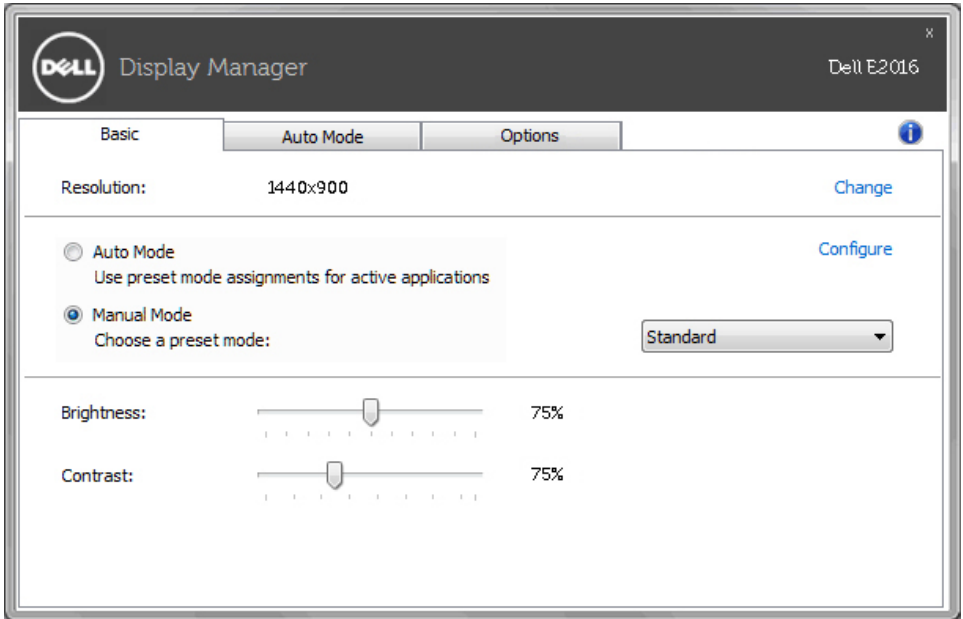 x
DELL Display Manager
Dell E2016
Basic Auto Mode Options
Resolution: 1440x900 Change
Auto Mode Configure
Use preset mode assignments for active applications
Manual Mode
Choose a preset mode: Standard
Brightness: 75%
Contrast: 75%